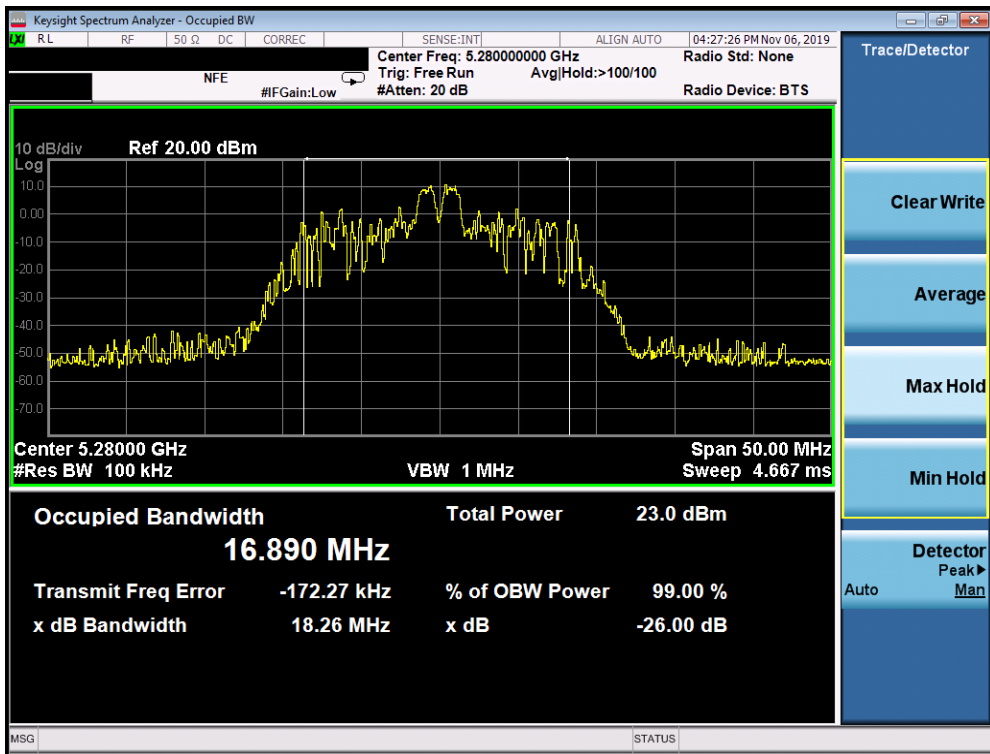 Keysight Spectrum Analyzer - Occupied BW
LXI RL RF 50 Ω DC CORREC SENSE:INT ALIGN AUTO 04:27:26 PM Nov 06, 2019
Center Freq: 5.280000000 GHz Radio Std: None
NFE Trig: Free Run Avg|Hold:>100/100
#IFGain:Low #Atten: 20 dB Radio Device: BTS
10 dB/div Ref 20.00 dBm
Log
10.0
0.00
-10.0
-20.0
-30.0
-40.0
-50.0
-60.0
-70.0
Center 5.28000 GHz Span 50.00 MHz
#Res BW 100 kHz VBW 1 MHz Sweep 4.667 ms
Occupied Bandwidth Total Power 23.0 dBm
16.890 MHz
Transmit Freq Error -172.27 kHz % of OBW Power 99.00 %
x dB Bandwidth 18.26 MHz x dB -26.00 dB
Trace/Detector
Clear Write
Average
Max Hold
Min Hold
Detector
Peak▶
Auto Man
MSG STATUS